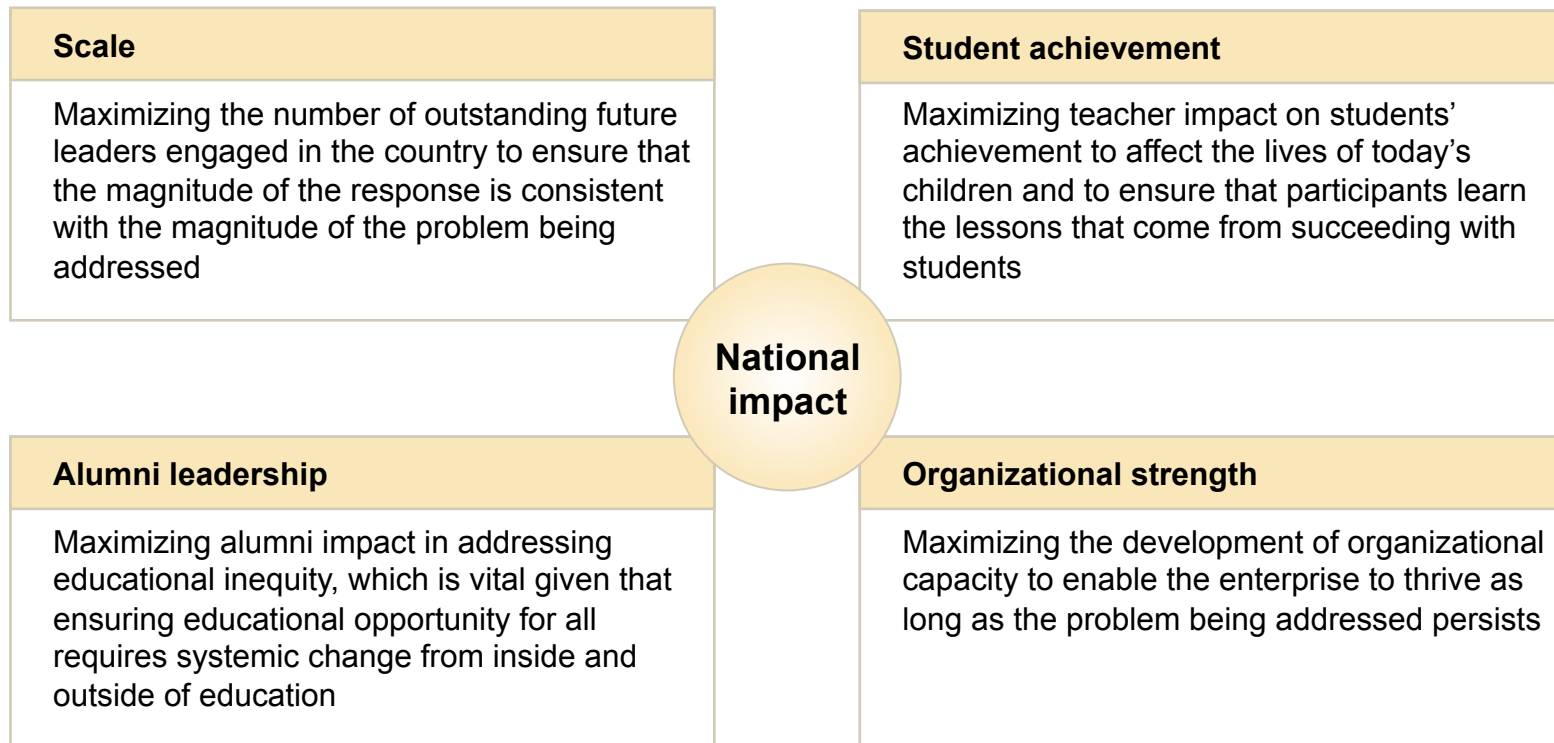 Scale
Maximizing the number of outstanding future
leaders engaged in the country to ensure that
the magnitude of the response is consistent
with the magnitude of the problem being
addressed
Student achievement
Maximizing teacher impact on students’
achievement to affect the lives of today’s
children and to ensure that participants learn
the lessons that come from succeeding with
students
National
impact
Alumni leadership
Maximizing alumni impact in addressing
educational inequity, which is vital given that
ensuring educational opportunity for all
requires systemic change from inside and
outside of education
Organizational strength
Maximizing the development of organizational
capacity to enable the enterprise to thrive as
long as the problem being addressed persists